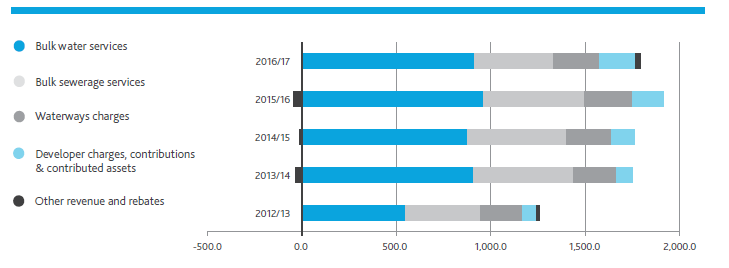 Bulk water services
Bulk sewerage services
Waterways charges
Developer charges, contributions
& contributed assets
Other revenue and rebates
2016/17
2015/16
2014/15
2013/14
2012/13
-500.0 0.0 500.0 1,000.0 1,500.0 2,000.0